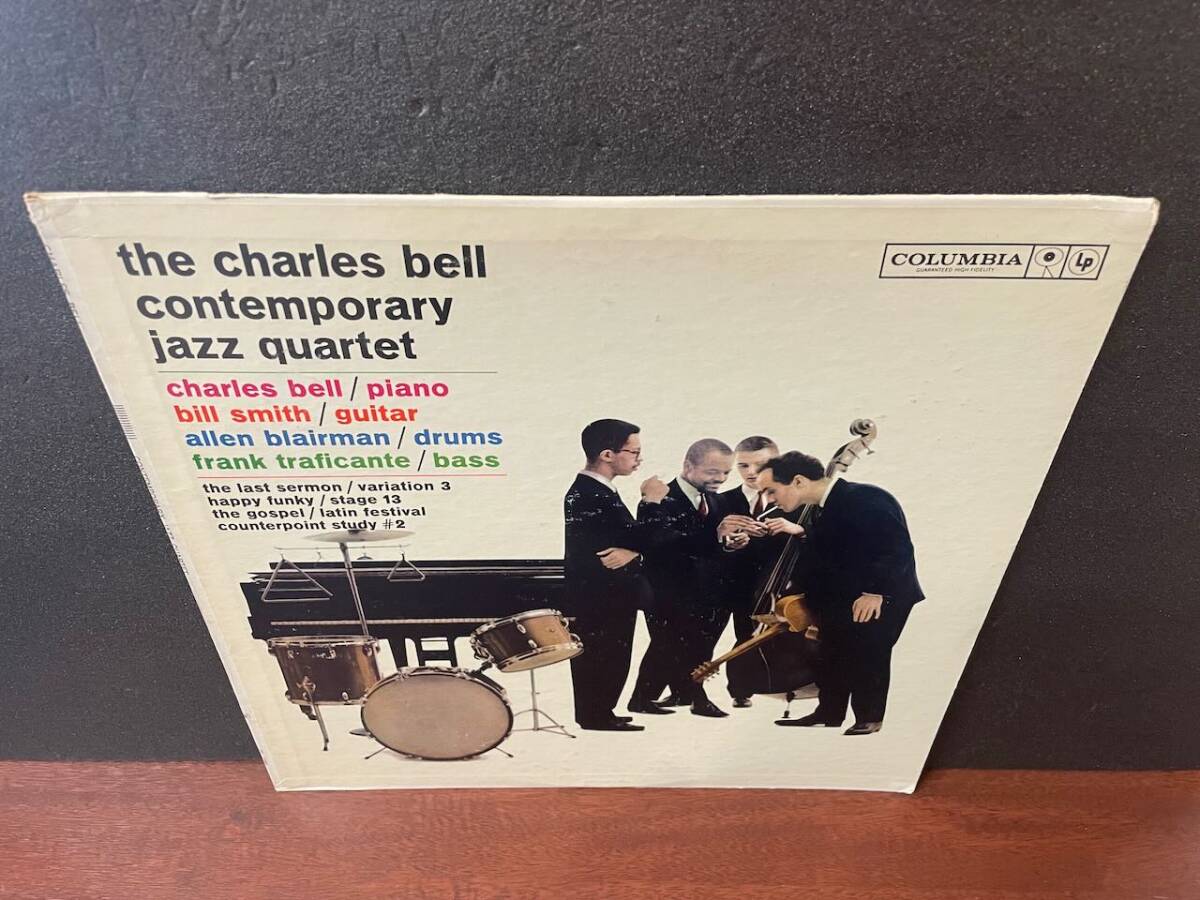 the charles bell
contemporary
jazz quartet
charles bell / piano
bill smith / guitar
allen blairman / drums
frank traficante / bass
the last sermon / variation 3
happy funky / stage 13
the gospel / latin festival
counterpoint study #2
COLUMBIA
GUARANTEED HIGH FIDELITY
Lp